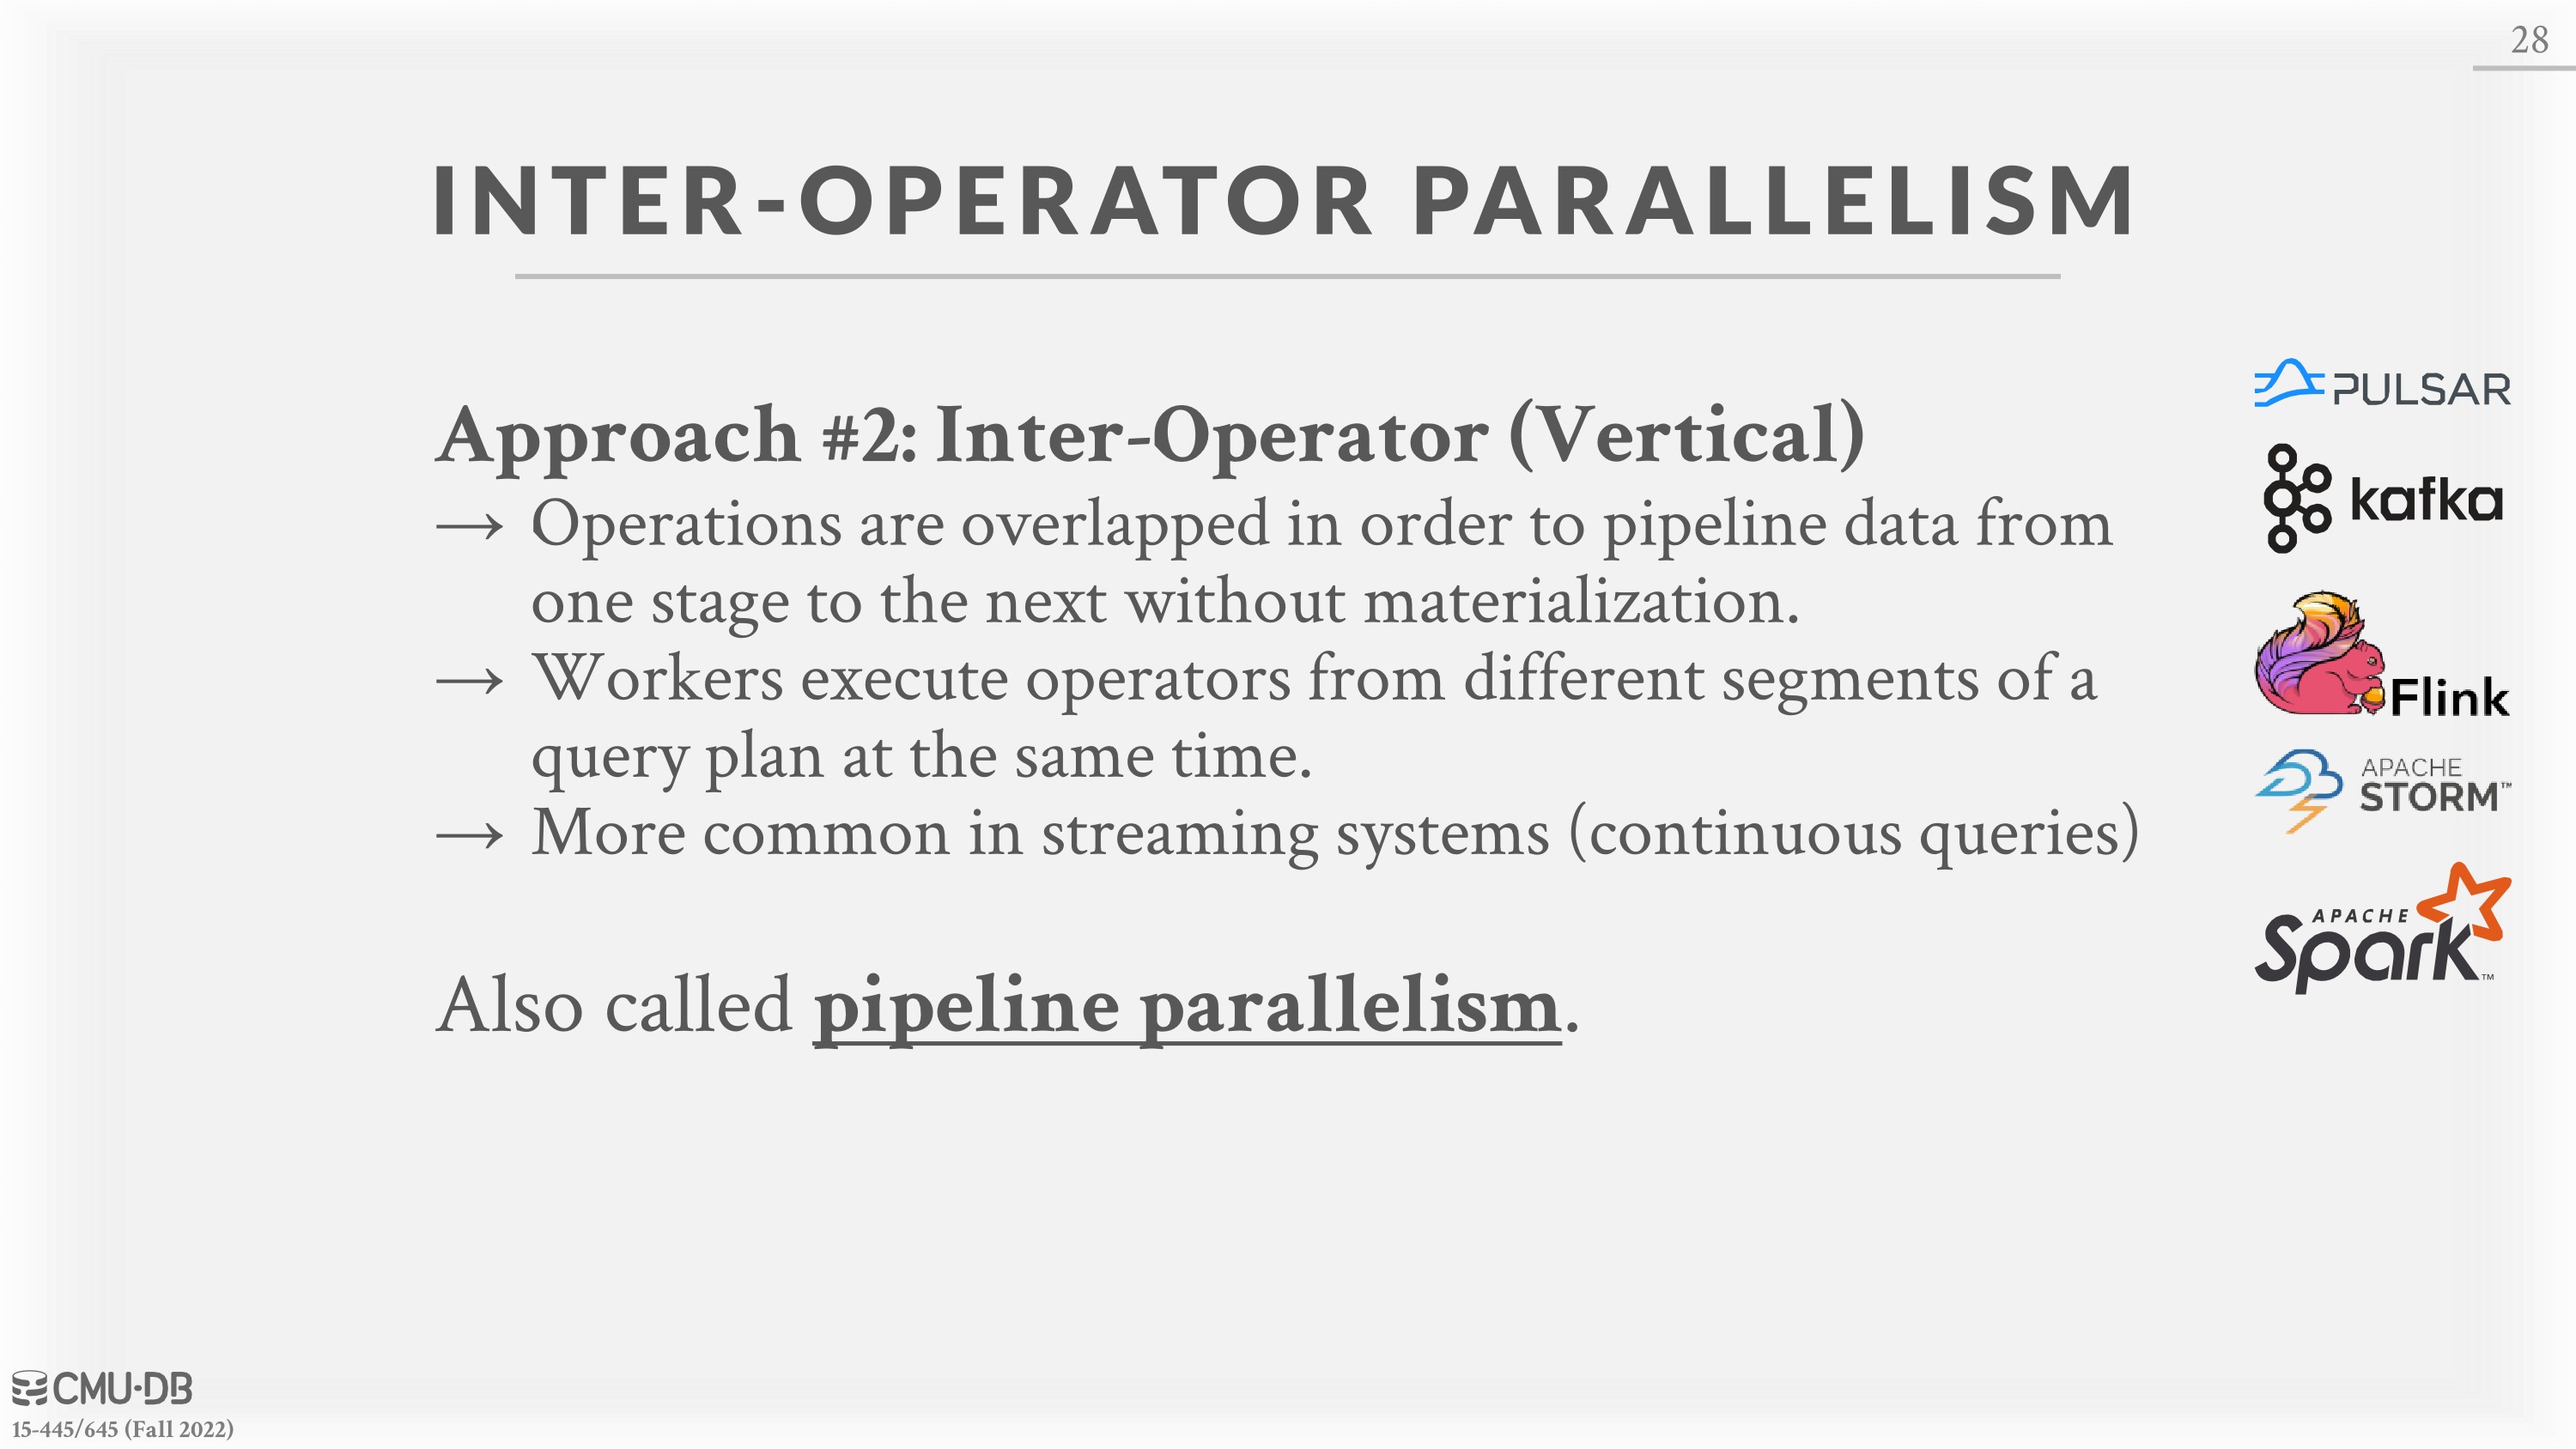 28
INTER-OPERATOR PARALLELISM
Approach #2: Inter-Operator (Vertical)
→ Operations are overlapped in order to pipeline data from
one stage to the next without materialization.
→ Workers execute operators from different segments of a
query plan at the same time.
→ More common in streaming systems (continuous queries)
Also called pipeline parallelism.
PULSAR
kafka
Flink
APACHE
STORM™
APACHE
Spark™
CMU·DB
15-445/645 (Fall 2022)